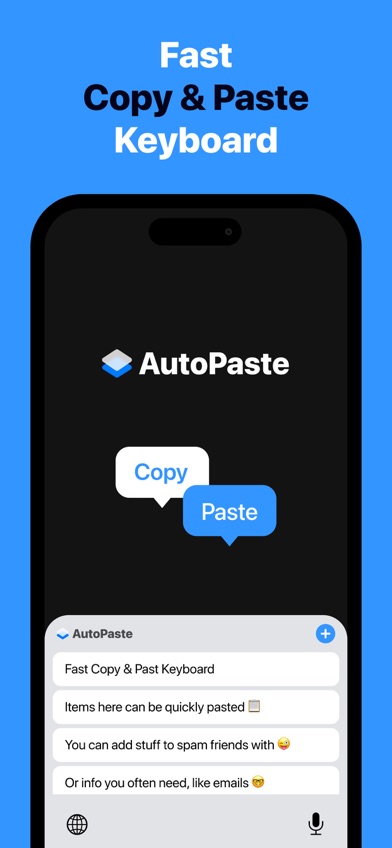 Fast
Copy & Paste
Keyboard
AutoPaste
Copy
Paste
AutoPaste
Fast Copy & Past Keyboard
Items here can be quickly pasted 📋
You can add stuff to spam friends with 😜
Or info you often need, like emails 🤓